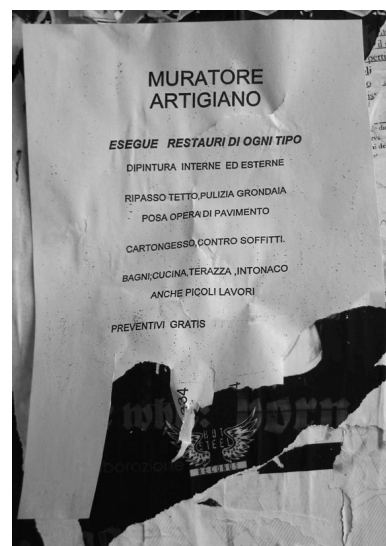 MURATORE
ARTIGIANO
ESEGUE RESTAURI DI OGNI TIPO
DIPINTURA INTERNE ED ESTERNE
RIPASSO TETTO,PULIZIA GRONDAIA
POSA OPERA DI PAVIMENTO
CARTONGESSO,CONTRO SOFFITTI.
BAGNI;CUCINA,TERAZZA ,INTONACO
ANCHE PICOLI LAVORI
PREVENTIVI GRATIS
RECORDS